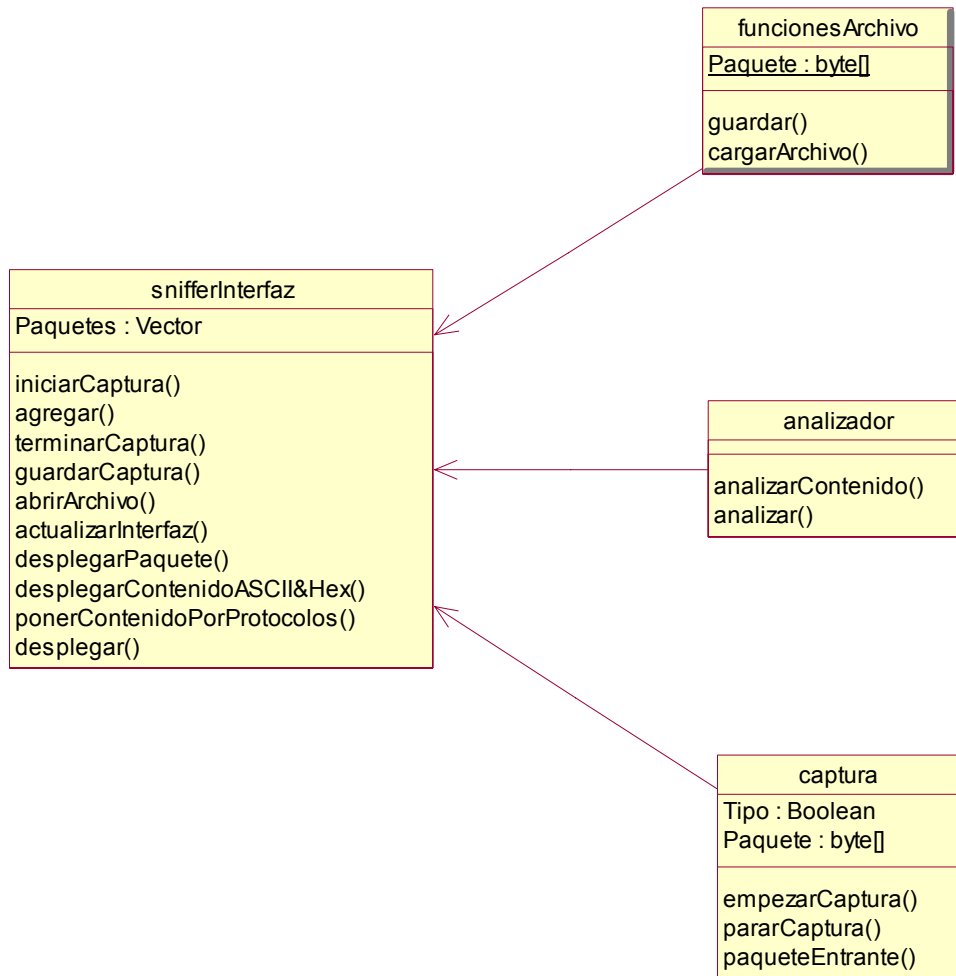 funcionesArchivo
Paquete : byte[]
guardar()
cargarArchivo()
snifferInterfaz
Paquetes : Vector
iniciarCaptura()
agregar()
terminarCaptura()
guardarCaptura()
abrirArchivo()
actualizarInterfaz()
desplegarPaquete()
desplegarContenidoASCII&Hex()
ponerContenidoPorProtocolos()
desplegar()
analizador
analizarContenido()
analizar()
captura
Tipo : Boolean
Paquete : byte[]
empezarCaptura()
pararCaptura()
paqueteEntrante()